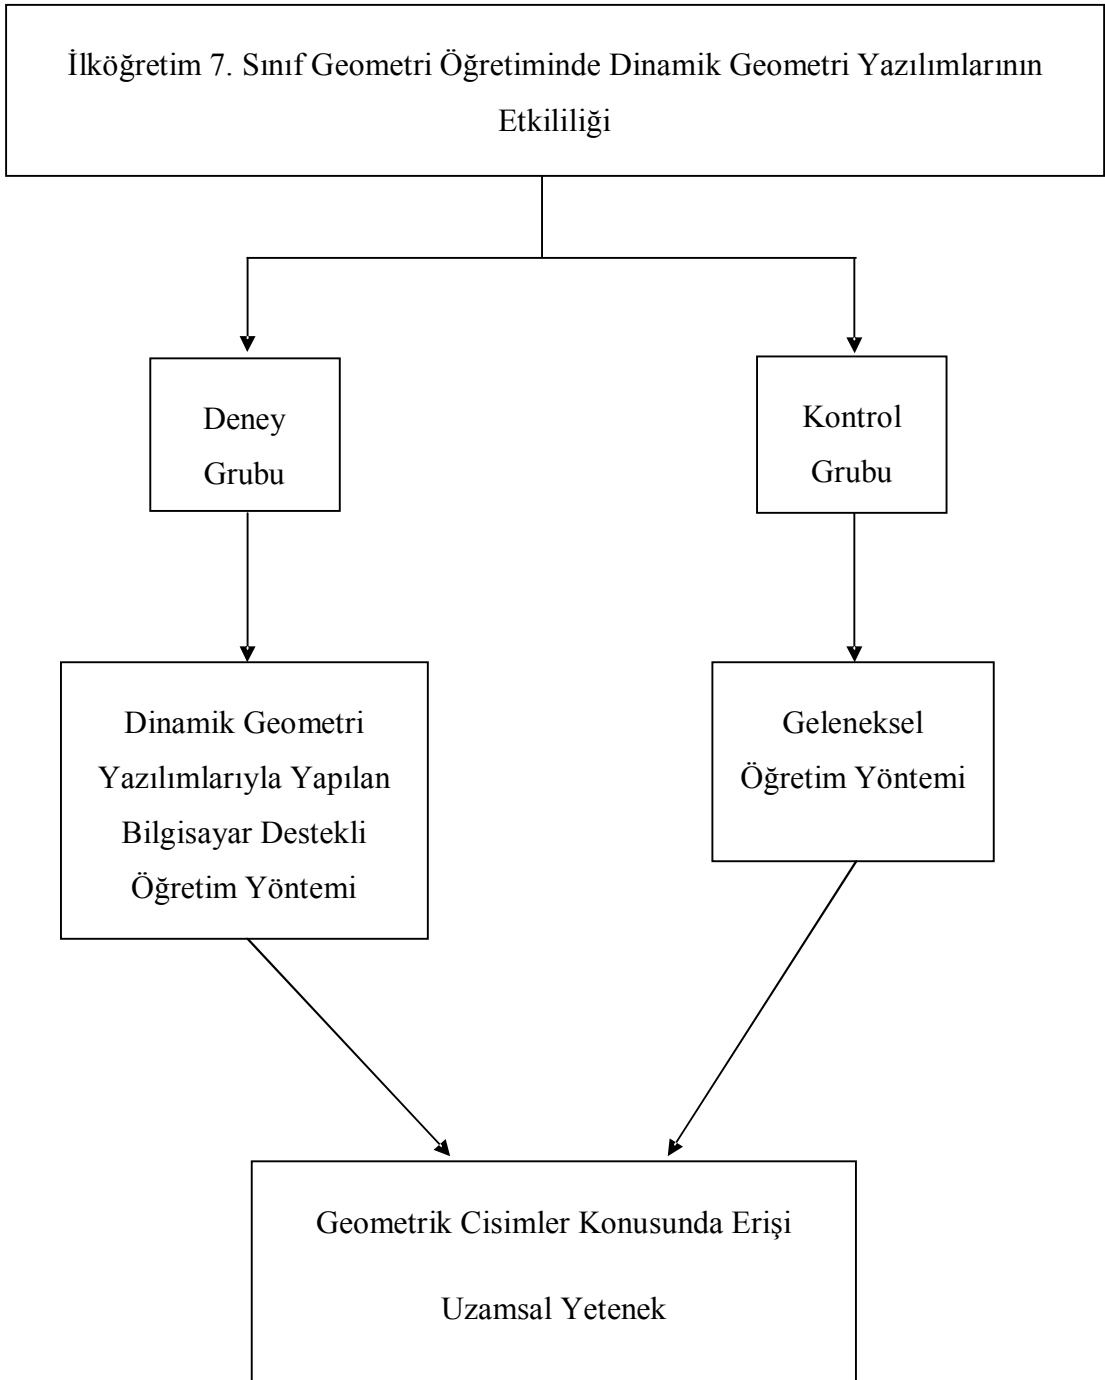 İlköğretim 7. Sınıf Geometri Öğretiminde Dinamik Geometri Yazılımlarının
Etkililiği
Deney
Grubu
Kontrol
Grubu
Dinamik Geometri
Yazılımlarıyla Yapılan
Bilgisayar Destekli
Öğretim Yöntemi
Geleneksel
Öğretim Yöntemi
Geometrik Cisimler Konusunda Erişi
Uzamsal Yetenek